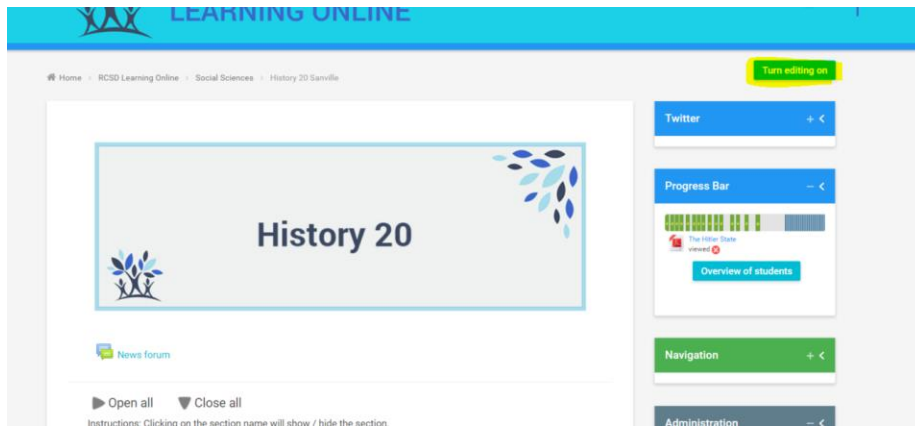 LEARNING ONLINE
Home › RCSD Learning Online › Social Sciences › History 20 Sanville
Turn editing on
Twitter
Progress Bar
The Hitler State
viewed
Overview of students
History 20
News forum
Navigation
Open all Close all
Instructions: Clicking on the section name will show / hide the section.
Administration